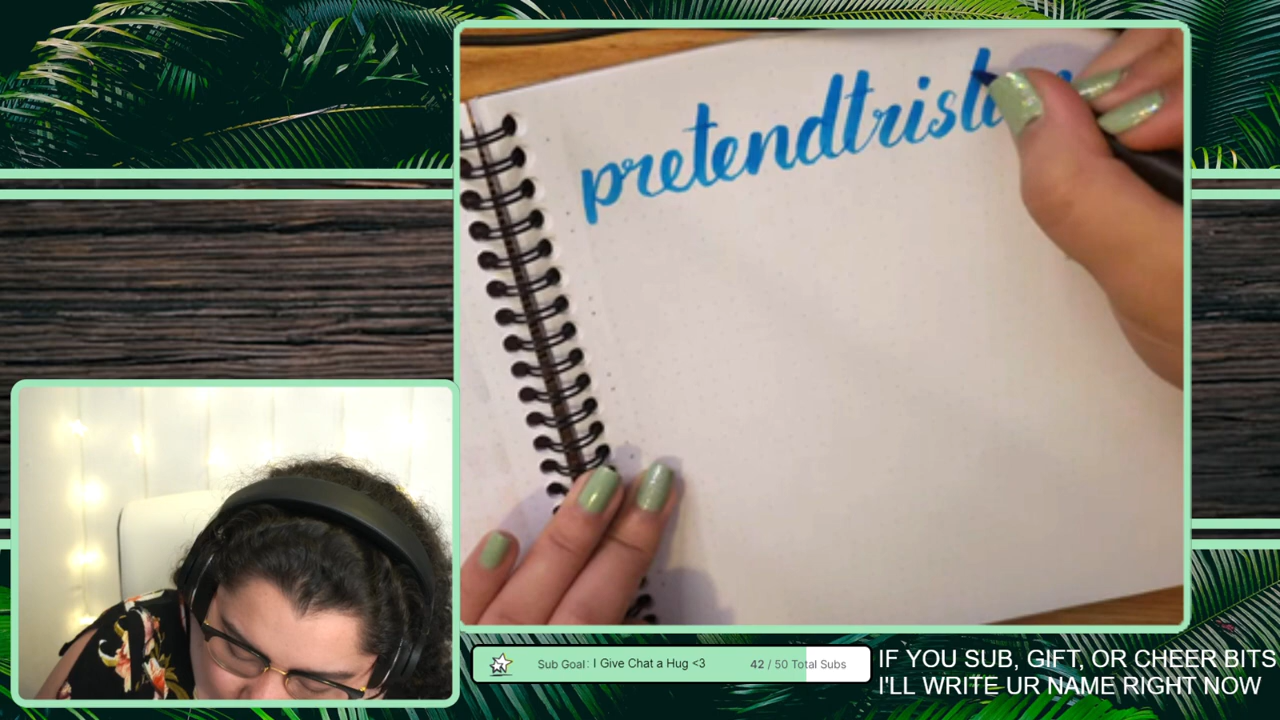 Sub Goal: I Give Chat a Hug <3
42 / 50 Total Subs
IF YOU SUB, GIFT, OR CHEER BITS
I'LL WRITE UR NAME RIGHT NOW